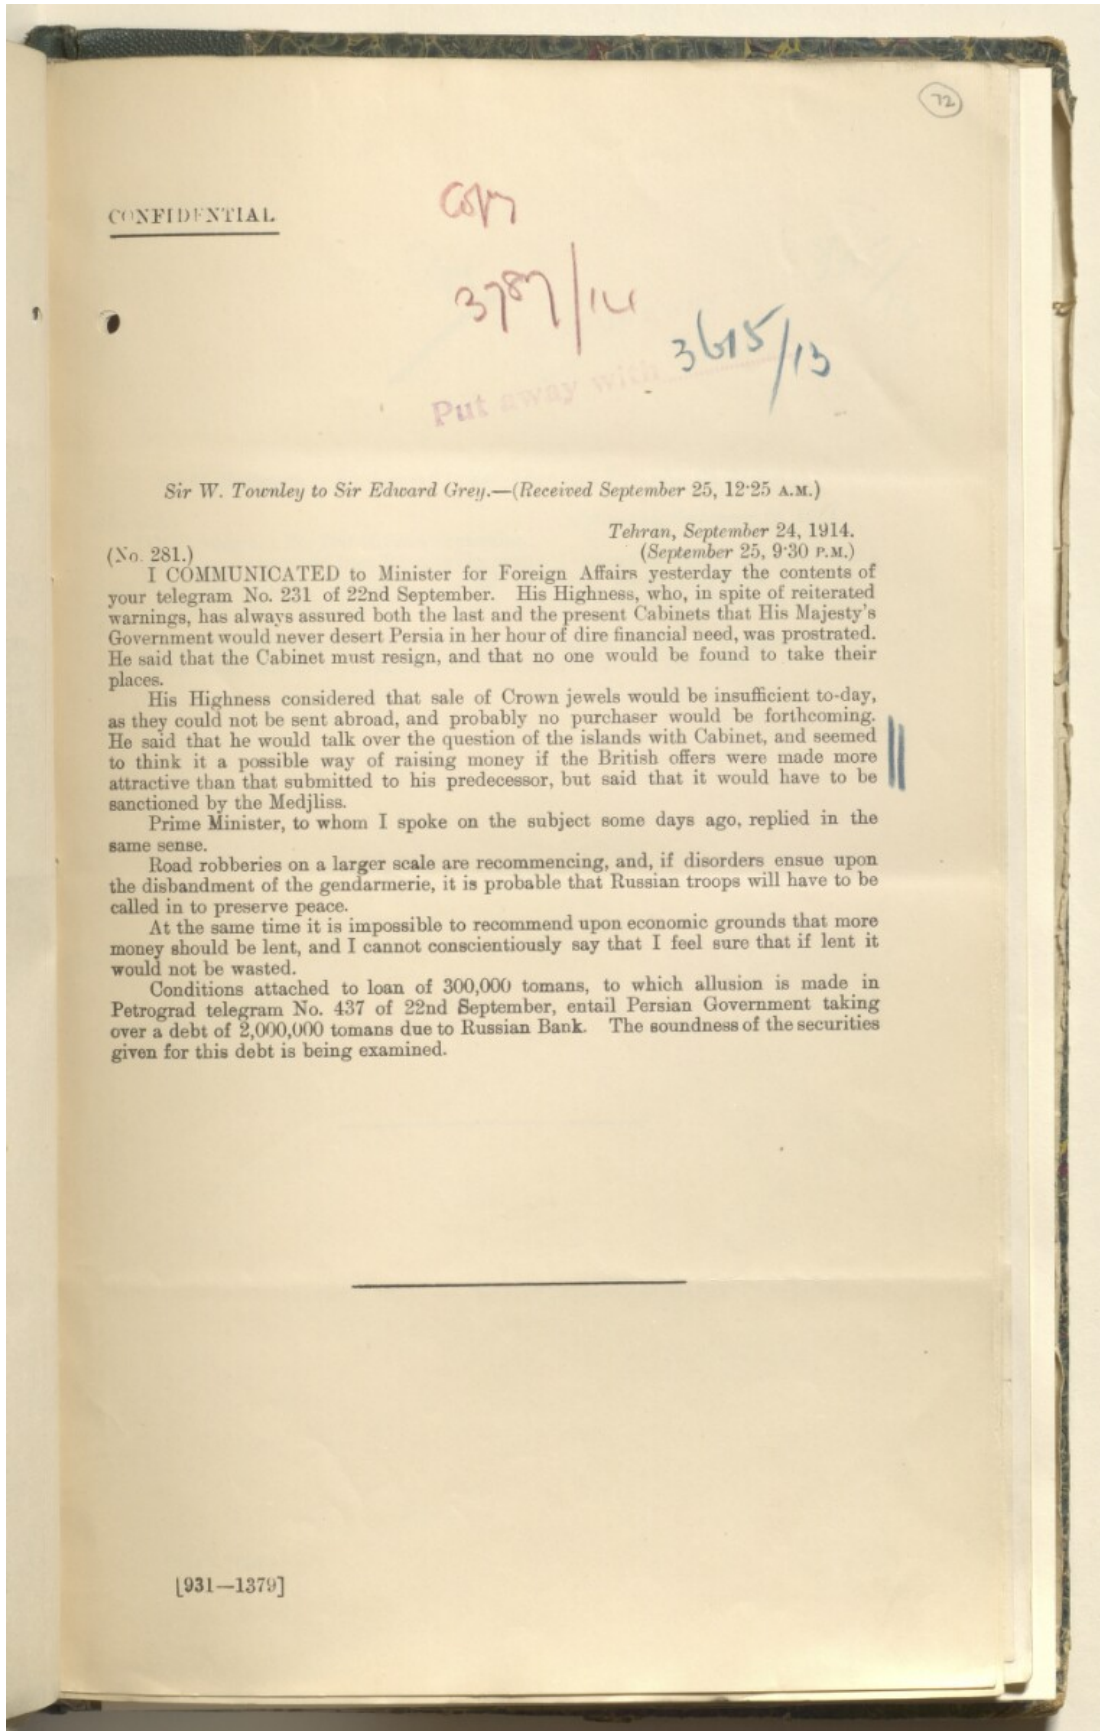 72
CONFIDENTIAL
Copy
3787/14
3615/13
Put away with
Sir W. Townley to Sir Edward Grey.—(Received September 25, 12·25 A.M.)
Tehran, September 24, 1914.
(No. 281.) (September 25, 9·30 P.M.)
I COMMUNICATED to Minister for Foreign Affairs yesterday the contents of
your telegram No. 231 of 22nd September. His Highness, who, in spite of reiterated
warnings, has always assured both the last and the present Cabinets that His Majesty's
Government would never desert Persia in her hour of dire financial need, was prostrated.
He said that the Cabinet must resign, and that no one would be found to take their
places.
His Highness considered that sale of Crown jewels would be insufficient to-day,
as they could not be sent abroad, and probably no purchaser would be forthcoming.
He said that he would talk over the question of the islands with Cabinet, and seemed
to think it a possible way of raising money if the British offers were made more
attractive than that submitted to his predecessor, but said that it would have to be
sanctioned by the Medjliss.
Prime Minister, to whom I spoke on the subject some days ago, replied in the
same sense.
Road robberies on a larger scale are recommencing, and, if disorders ensue upon
the disbandment of the gendarmerie, it is probable that Russian troops will have to be
called in to preserve peace.
At the same time it is impossible to recommend upon economic grounds that more
money should be lent, and I cannot conscientiously say that I feel sure that if lent it
would not be wasted.
Conditions attached to loan of 300,000 tomans, to which allusion is made in
Petrograd telegram No. 437 of 22nd September, entail Persian Government taking
over a debt of 2,000,000 tomans due to Russian Bank. The soundness of the securities
given for this debt is being examined.
[931—1379]